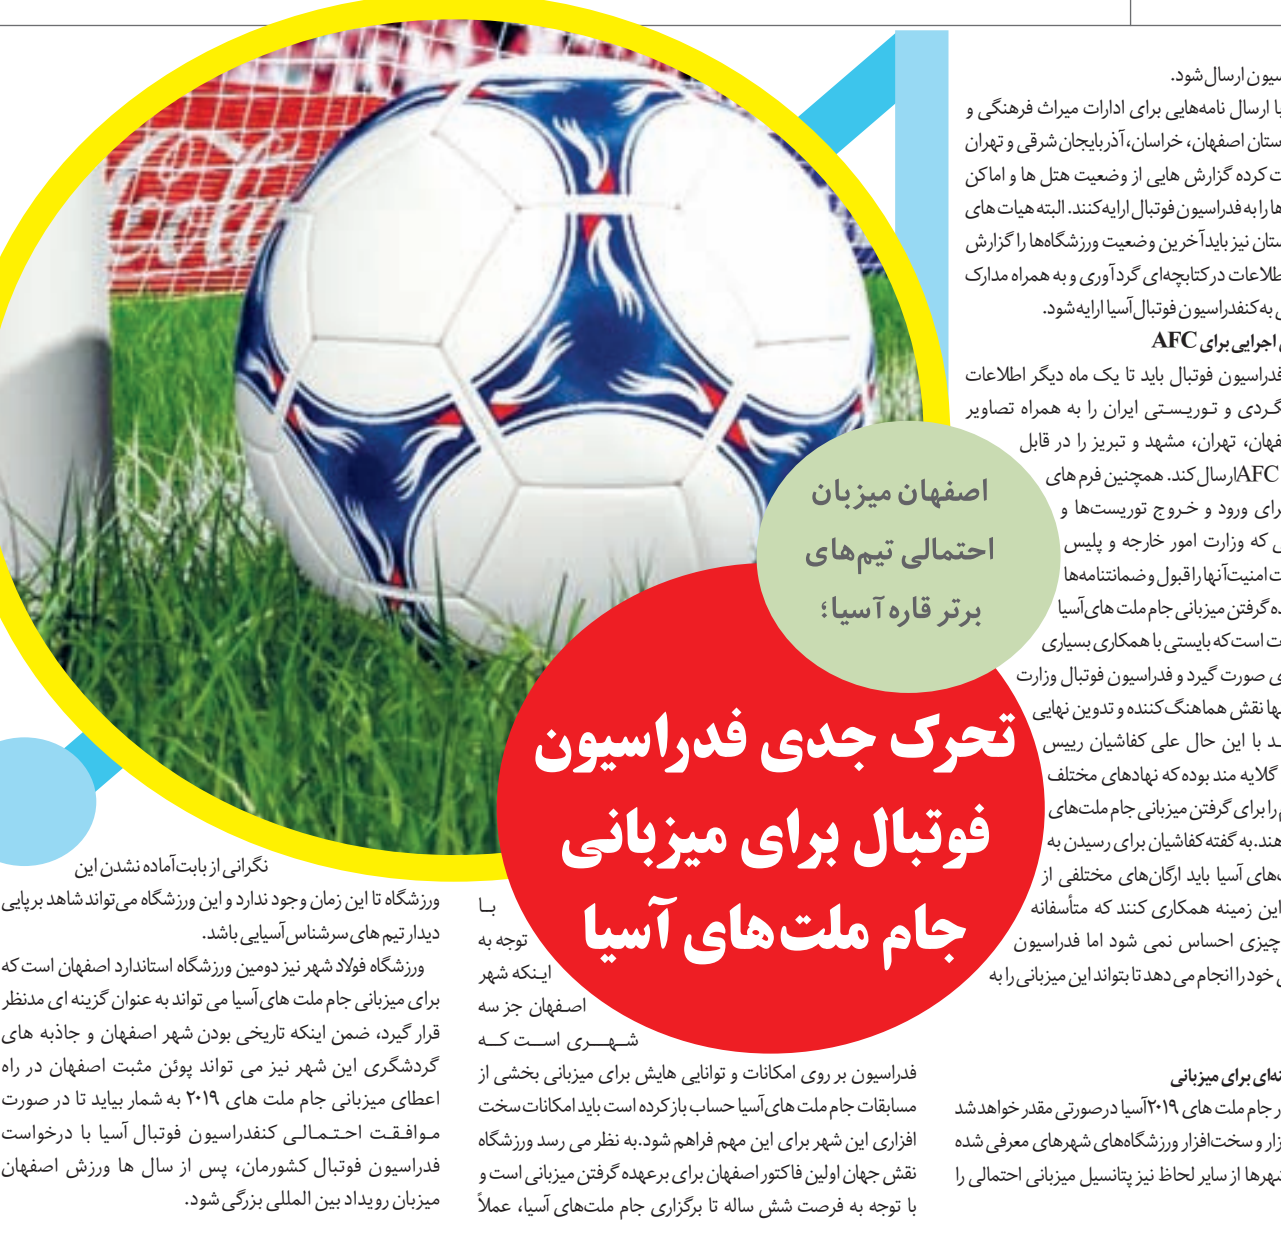 ارسال شود.
ارسال نامه‌هایی برای ادارات میراث فرهنگی و
اصفهان، خراسان، آذربایجان شرقی و تهران
کرده گزارش هایی از وضعیت هتل ها و اماکن
را به فدراسیون فوتبال ارایه کنند. البته هیات های
نیز باید آخرین وضعیت ورزشگاه‌ها را گزارش
در کتابچه‌ای گردآوری و به همراه مدارک
به کنفدراسیون فوتبال آسیا ارایه شود.
اجرایی برای AFC
فدراسیون فوتبال باید تا یک ماه دیگر اطلاعات
و توریستی ایران را به همراه تصاویر
تهران، مشهد و تبریز را در قابل
AFC ارسال کند. همچنین فرم های
ورود و خروج توریست‌ها و
که وزارت امور خارجه و پلیس
امنیت آنها را قبول و ضمانتنامه‌ها
گرفتن میزبانی جام ملت های آسیا
است که بایستی با همکاری بسیاری
صورت گیرد و فدراسیون فوتبال وزارت
نقش هماهنگ کننده و تدوین نهایی
با این حال علی کفاشیان رییس
گلایه مند بوده که نهادهای مختلف
را برای گرفتن میزبانی جام ملت‌های
به گفته کفاشیان برای رسیدن به
آسیا باید ارگان‌های مختلفی از
این زمینه همکاری کنند که متأسفانه
چیزی احساس نمی شود اما فدراسیون
خود را انجام می دهد تا بتواند این میزبانی را به
برای میزبانی
جام ملت های ۲۰۱۹ آسیا درصورتی مقدر خواهد شد
و سخت‌افزار ورزشگاه‌های شهرهای معرفی شده
از سایر لحاظ نیز پتانسیل میزبانی احتمالی را
اصفهان میزبان
احتمالی تیم‌های
برتر قاره آسیا؛
تحرک جدی فدراسیون
فوتبال برای میزبانی
جام ملت‌های آسیا
با
توجه به
اینکه شهر
اصفهان جز سه
شهری است که
فدراسیون بر روی امکانات و توانایی هایش برای میزبانی بخشی از
مسابقات جام ملت های آسیا حساب باز کرده است باید امکانات سخت
افزاری این شهر برای این مهم فراهم شود.به نظر می رسد ورزشگاه
نقش جهان اولین فاکتور اصفهان برای برعهده گرفتن میزبانی است و
با توجه به فرصت شش ساله تا برگزاری جام ملت‌های آسیا، عملاً
نگرانی از بابت آماده نشدن این
ورزشگاه تا این زمان وجود ندارد و این ورزشگاه می‌تواند شاهد برپایی
دیدار تیم های سرشناس آسیایی باشد.
ورزشگاه فولاد شهر نیز دومین ورزشگاه استاندارد اصفهان است که
برای میزبانی جام ملت های آسیا می تواند به عنوان گزینه ای مدنظر
قرار گیرد، ضمن اینکه تاریخی بودن شهر اصفهان و جاذبه های
گردشگری این شهر نیز می تواند پوئن مثبت اصفهان در راه
اعطای میزبانی جام ملت های ۲۰۱۹ به شمار بیاید تا در صورت
موافقت احتمالی کنفدراسیون فوتبال آسیا با درخواست
فدراسیون فوتبال کشورمان، پس از سال ها ورزش اصفهان
میزبان رویداد بین المللی بزرگی شود.